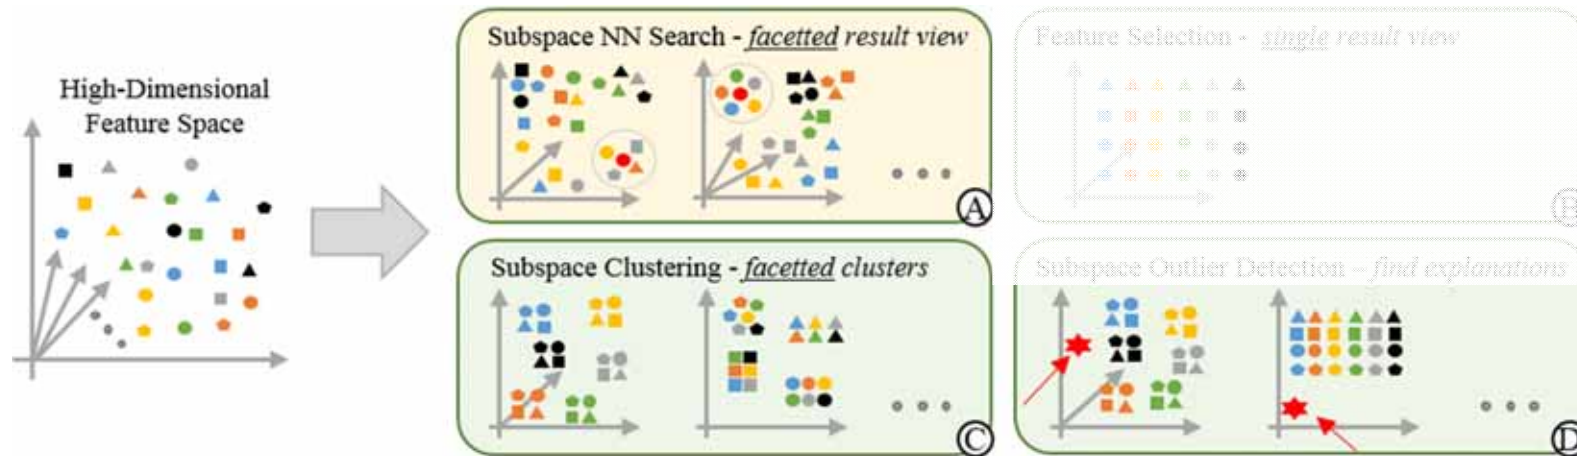 High-Dimensional
Feature Space
Subspace NN Search - facetted result view
A
Feature Selection - single result view
B
Subspace Clustering - facetted clusters
C
Subspace Outlier Detection – find explanations
D